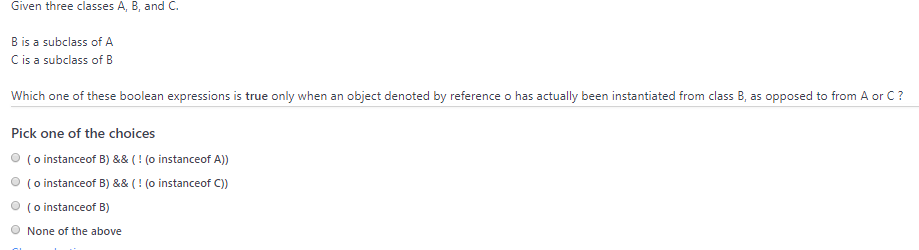 Given three classes A, B, and C.
B is a subclass of A
C is a subclass of B
Which one of these boolean expressions is true only when an object denoted by reference o has actually been instantiated from class B, as opposed to from A or C ?
Pick one of the choices
( o instanceof B) && ( ! (o instanceof A))
( o instanceof B) && ( ! (o instanceof C))
( o instanceof B)
None of the above